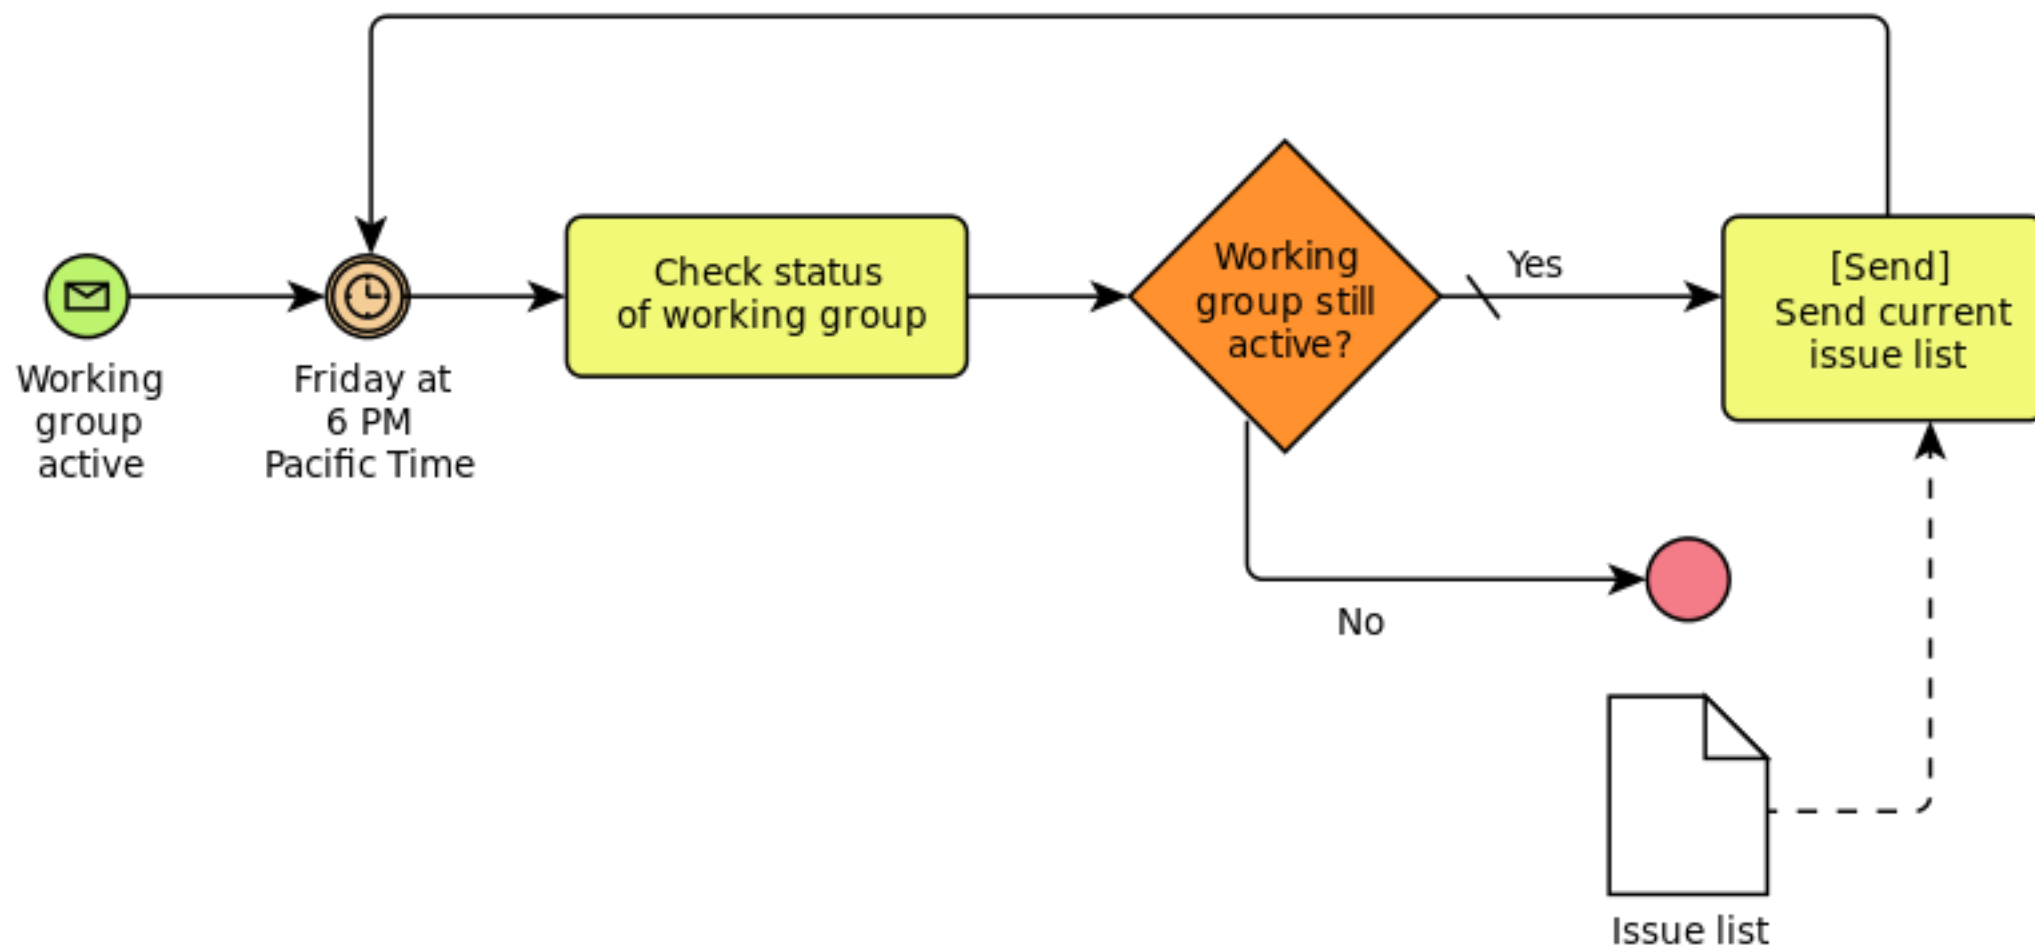 Working
group
active
Friday at
6 PM
Pacific Time
Check status
of working group
Working
group still
active?
Yes
[Send]
Send current
issue list
No
Issue list